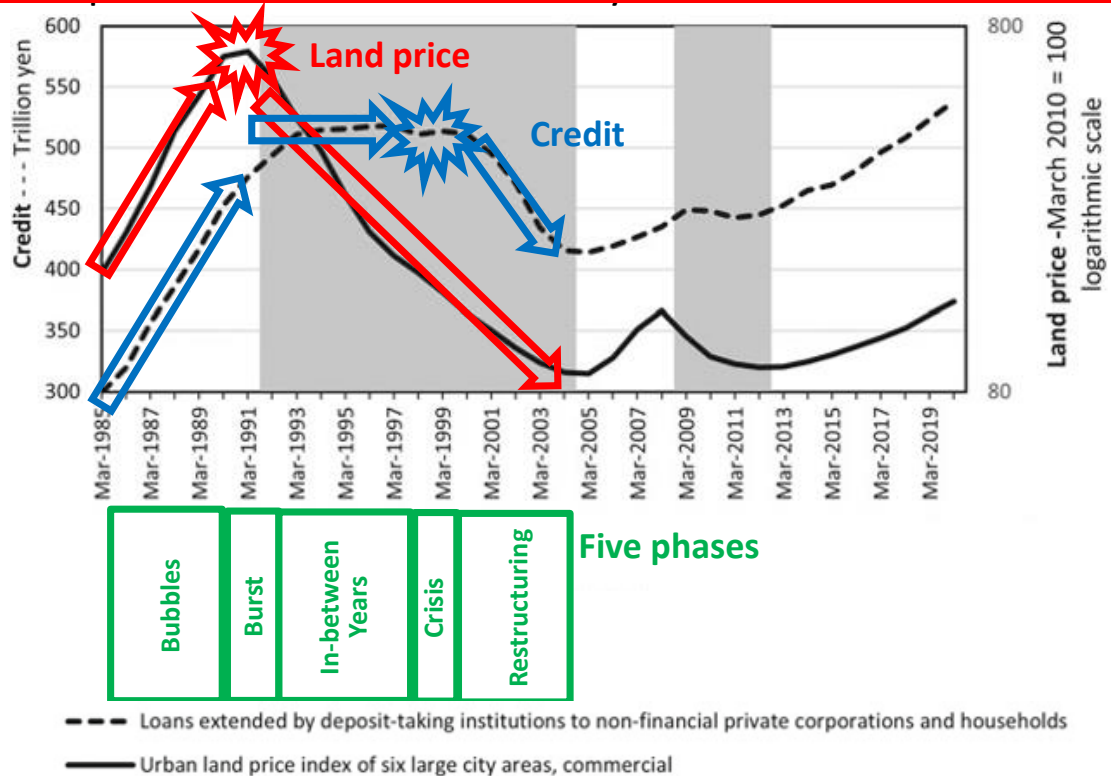 600
550
500
450
400
350
300
Credit - - - Trillion yen
Land price
Credit
800
80
Land price -March 2010 = 100
logarithmic scale
Mar-1985
Mar-1987
Mar-1989
Mar-1991
Mar-1993
Mar-1995
Mar-1997
Mar-1999
Mar-2001
Mar-2003
Mar-2005
Mar-2007
Mar-2009
Mar-2011
Mar-2013
Mar-2015
Mar-2017
Mar-2019
Bubbles
Burst
In-between
Years
Crisis
Restructuring
Five phases
Loans extended by deposit-taking institutions to non-financial private corporations and households
Urban land price index of six large city areas, commercial